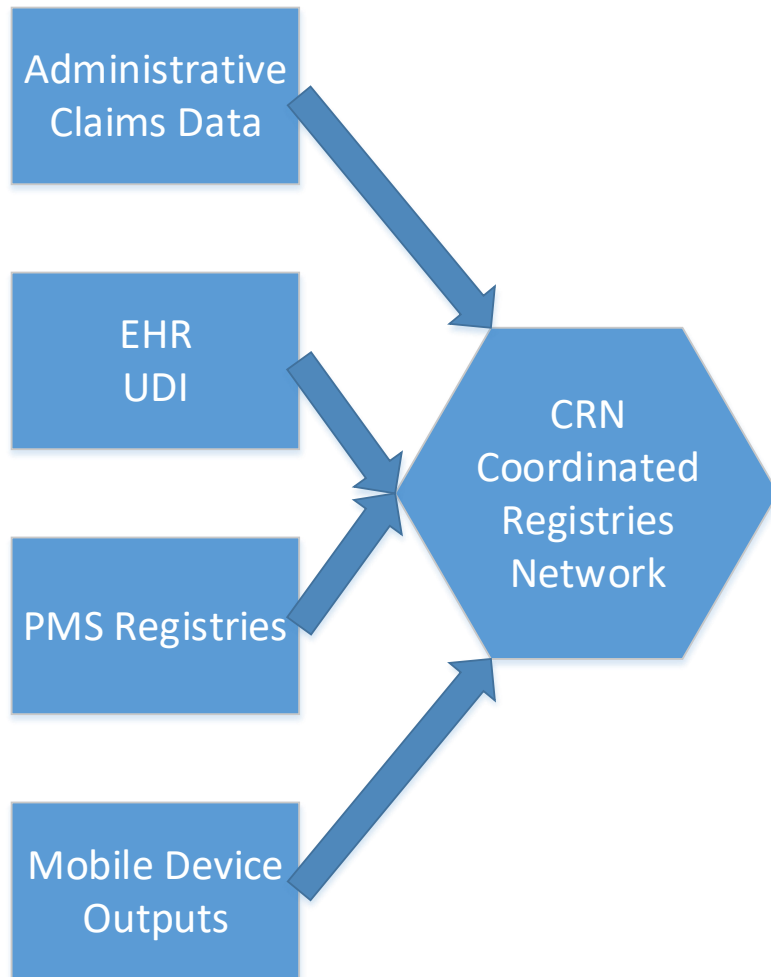 Administrative
Claims Data
EHR
UDI
PMS Registries
Mobile Device
Outputs
CRN
Coordinated
Registries
Network